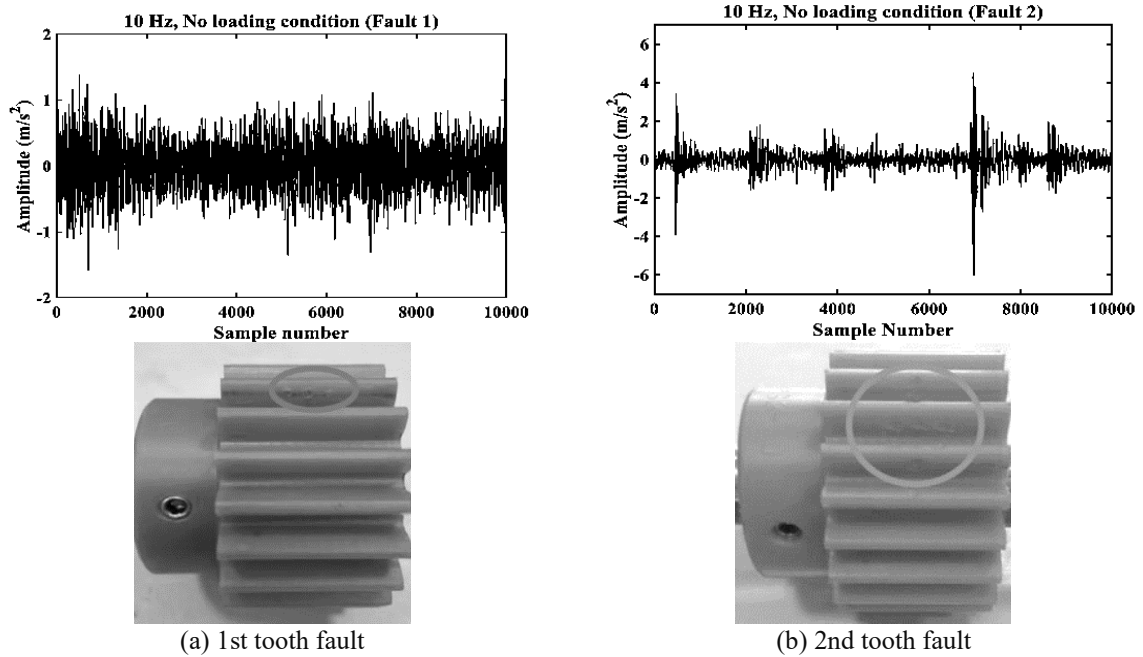 10 Hz, No loading condition (Fault 1)
Amplitude (m/s²)
2
1
0
-1
-2
0 2000 4000 6000 8000 10000
Sample number
10 Hz, No loading condition (Fault 2)
Amplitude (m/s²)
6
4
2
0
-2
-4
-6
0 2000 4000 6000 8000 10000
Sample Number
(a) 1st tooth fault
(b) 2nd tooth fault